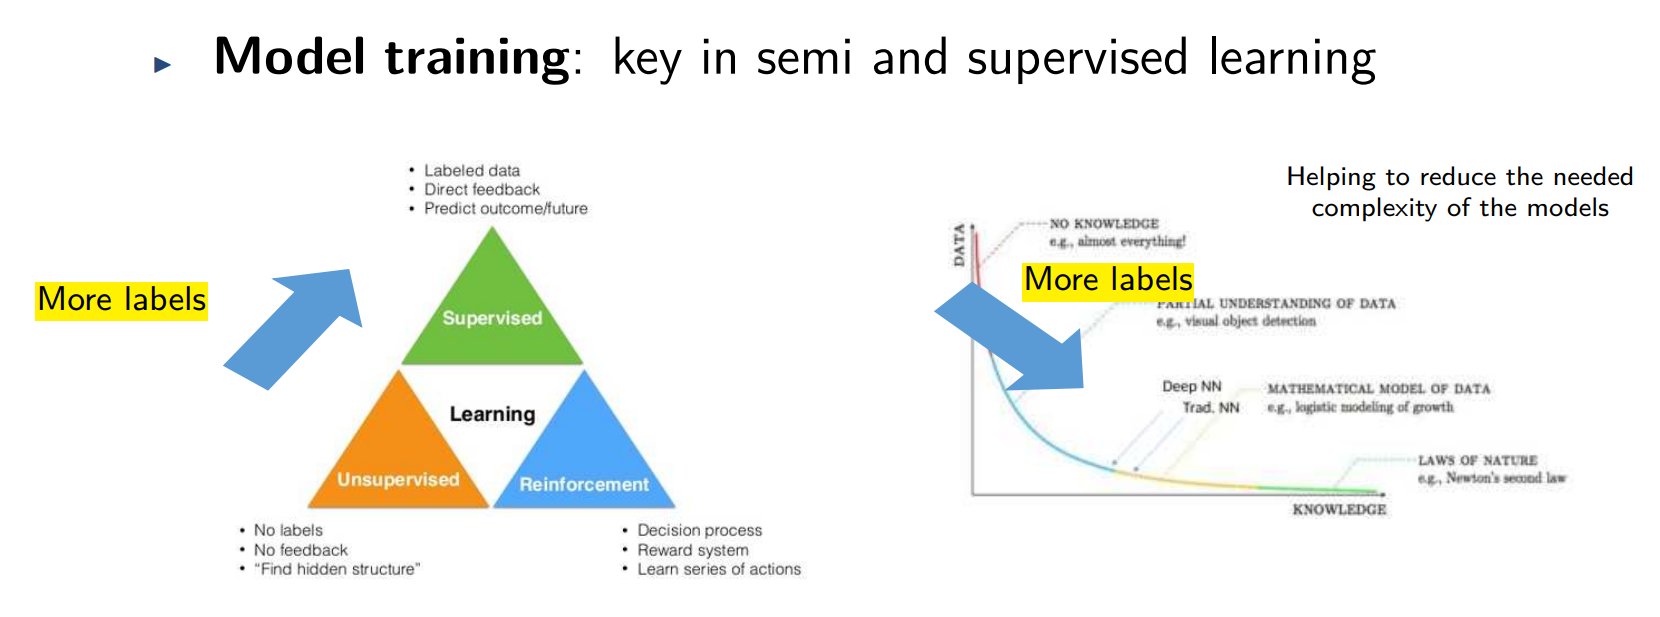 Model training: key in semi and supervised learning
• Labeled data
• Direct feedback
• Predict outcome/future
More labels
Supervised
Learning
Unsupervised
Reinforcement
• No labels
• No feedback
• “Find hidden structure”
• Decision process
• Reward system
• Learn series of actions
Helping to reduce the needed
complexity of the models
DATA
NO KNOWLEDGE
e.g., almost everything!
More labels
PARTIAL UNDERSTANDING OF DATA
e.g., visual object detection
Deep NN
Trad. NN
MATHEMATICAL MODEL OF DATA
e.g., logistic modeling of growth
LAWS OF NATURE
e.g., Newton's second law
KNOWLEDGE